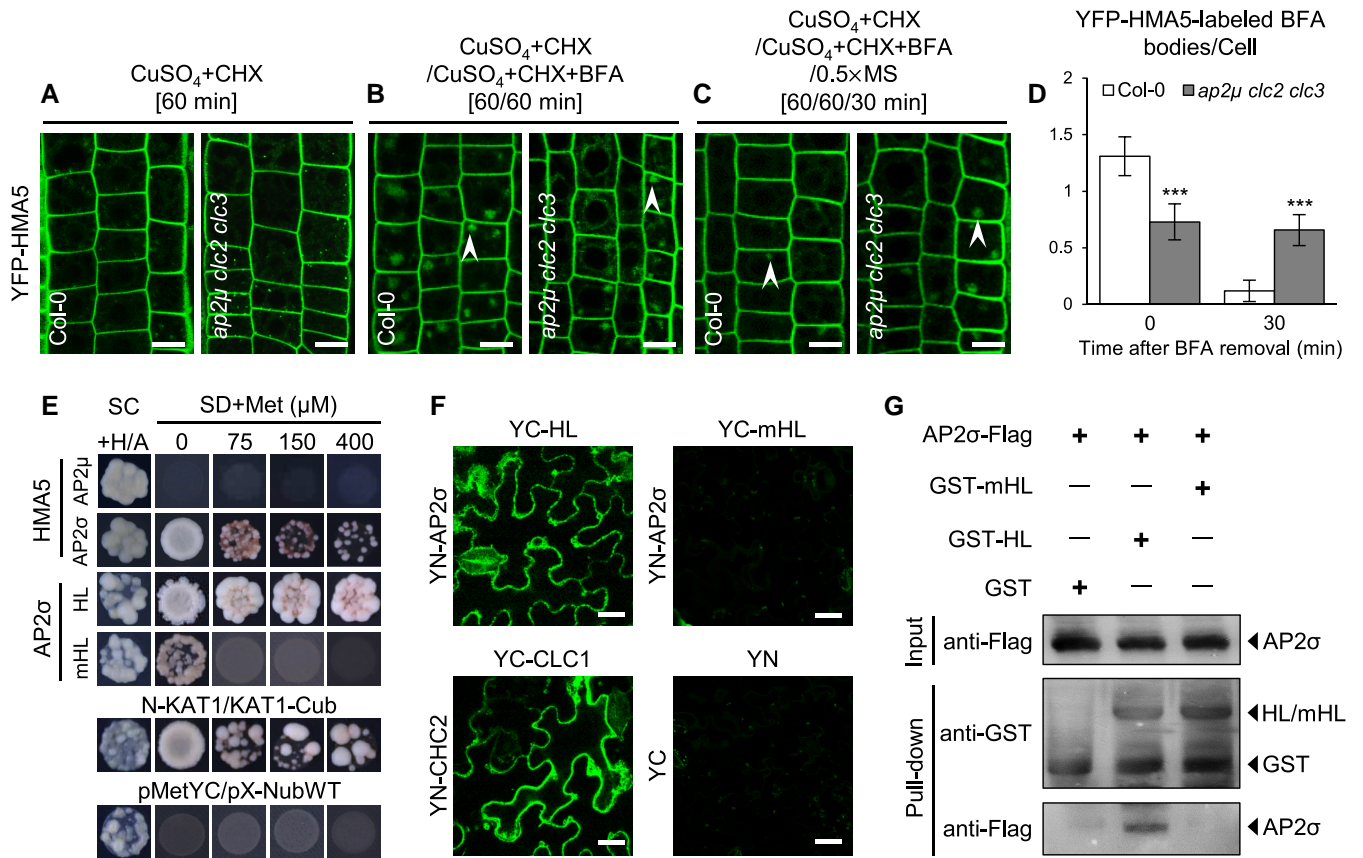 A
CuSO₄+CHX
[60 min]
B
CuSO₄+CHX
/CuSO₄+CHX+BFA
[60/60 min]
C
CuSO₄+CHX
/CuSO₄+CHX+BFA
/0.5×MS
[60/60/30 min]
YFP-HMA5
Col-0
ap2μ clc2 clc3
Col-0
ap2μ clc2 clc3
Col-0
ap2μ clc2 clc3
D
YFP-HMA5-labeled BFA
bodies/Cell
Col-0
ap2μ clc2 clc3
2
1.5
1
0.5
0
***
***
0
30
Time after BFA removal (min)
E
SC
+H/A
SD+Met (μM)
0 75 150 400
HMA5
AP2μ
AP2σ
AP2σ
HL
mHL
N-KAT1/KAT1-Cub
pMetYC/pX-NubWT
F
YC-HL
YN-AP2σ
YC-mHL
YN-AP2σ
YC-CLC1
YN-CHC2
YN
YC
G
AP2σ-Flag + + +
GST-mHL — — +
GST-HL — + —
GST + — —
Input
anti-Flag
AP2σ
Pull-down
anti-GST
HL/mHL
GST
anti-Flag
AP2σ